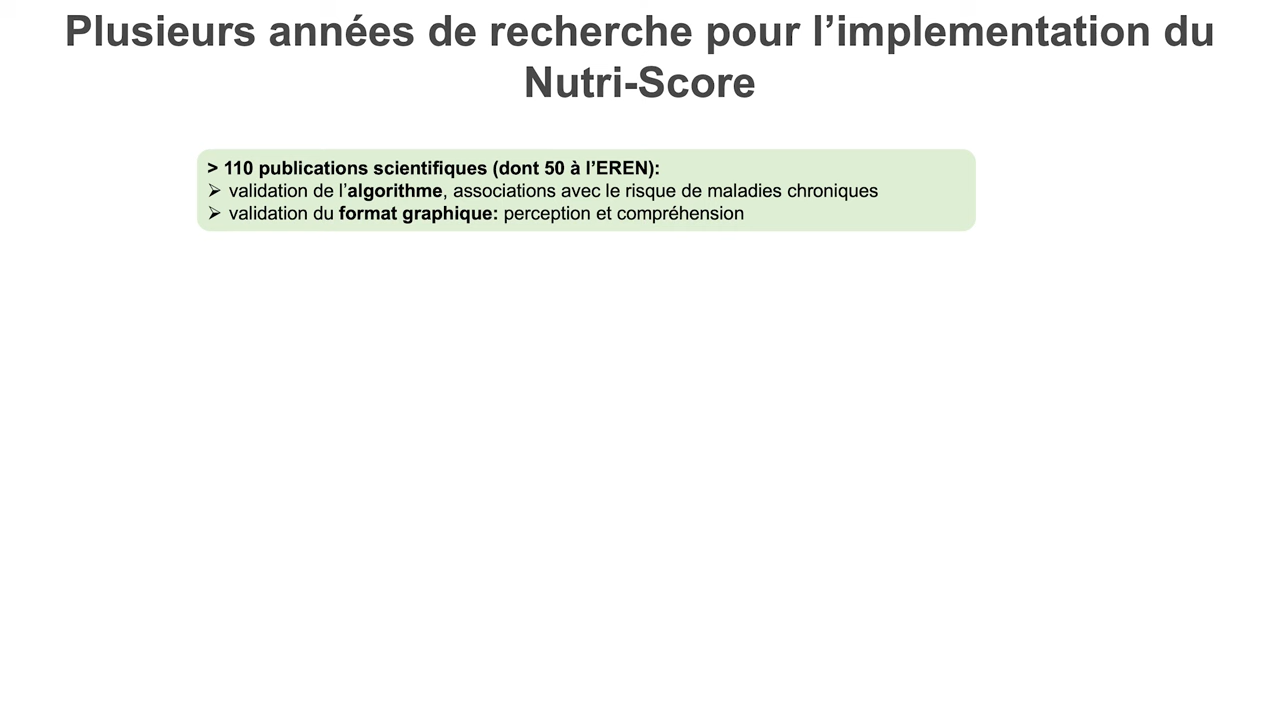 Plusieurs années de recherche pour l’implementation du
Nutri-Score
> 110 publications scientifiques (dont 50 à l’EREN):
➢ validation de l’algorithme, associations avec le risque de maladies chroniques
➢ validation du format graphique: perception et compréhension